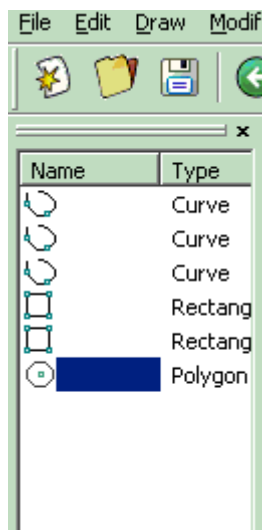 File Edit Draw Modif
Name Type
Curve
Curve
Curve
Rectang
Rectang
Polygon